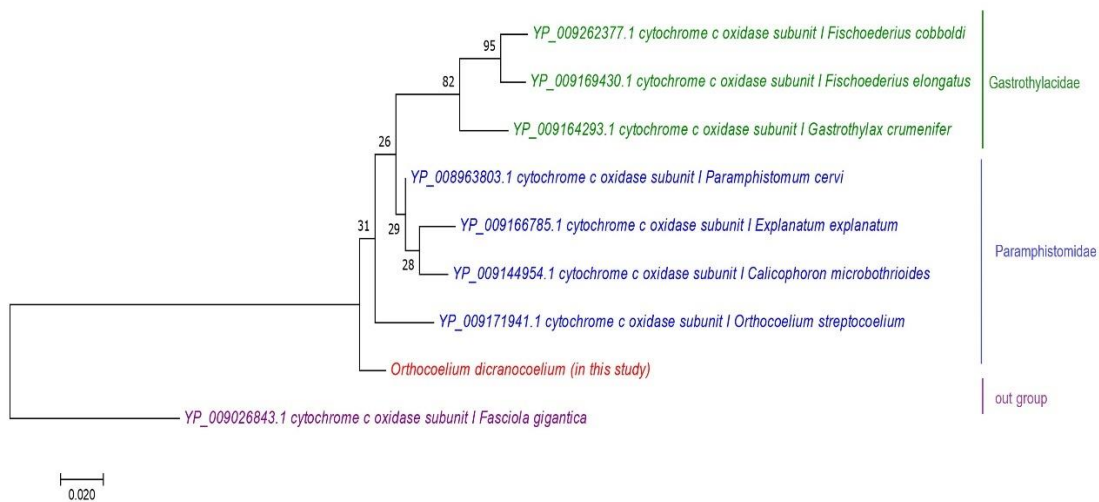 YP_009262377.1 cytochrome c oxidase subunit I Fischoederius cobboldi
95
YP_009169430.1 cytochrome c oxidase subunit I Fischoederius elongatus
Gastrothylacidae
82
YP_009164293.1 cytochrome c oxidase subunit I Gastrothylax crumenifer
26
YP_008963803.1 cytochrome c oxidase subunit I Paramphistomum cervi
31
29
YP_009166785.1 cytochrome c oxidase subunit I Explanatum explanatum
Paramphistomidae
28
YP_009144954.1 cytochrome c oxidase subunit I Calicophoron microbothrioides
YP_009171941.1 cytochrome c oxidase subunit I Orthocoelium streptocoelium
Orthocoelium dicranocoelium (in this study)
out group
YP_009026843.1 cytochrome c oxidase subunit I Fasciola gigantica
0.020